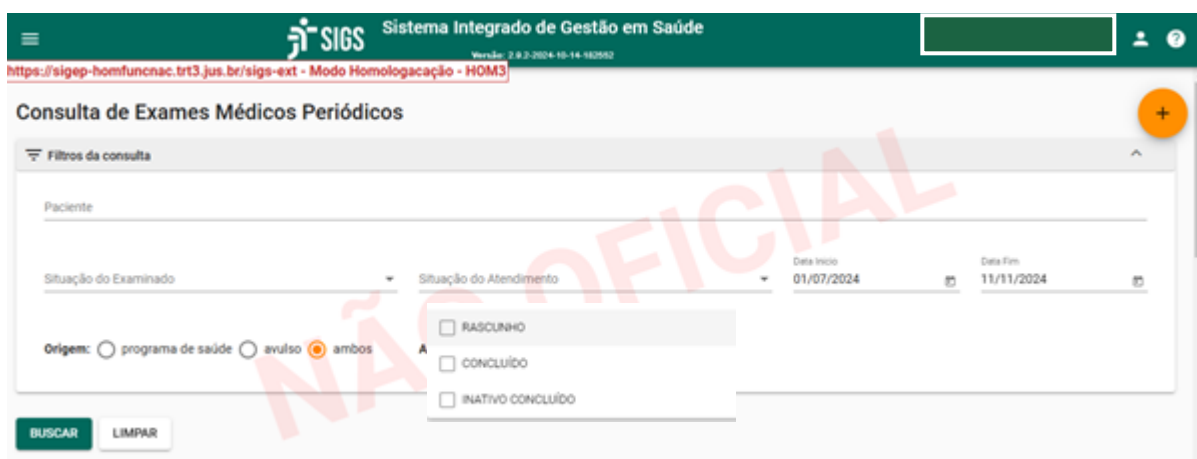 SIGS
Sistema Integrado de Gestão em Saúde
Versão: 2.9.2-2024-10-14-182552
https://sigep-homfuncnac.trt3.jus.br/sigs-ext - Modo Homologacação - HOM3
Consulta de Exames Médicos Periódicos
+
Filtros da consulta
Paciente
Situação do Examinado
Situação do Atendimento
Data Início
01/07/2024
Data Fim
11/11/2024
Origem: programa de saúde avulso ambos
A
RASCUNHO
CONCLUÍDO
INATIVO CONCLUÍDO
BUSCAR LIMPAR
NÃO OFICIAL